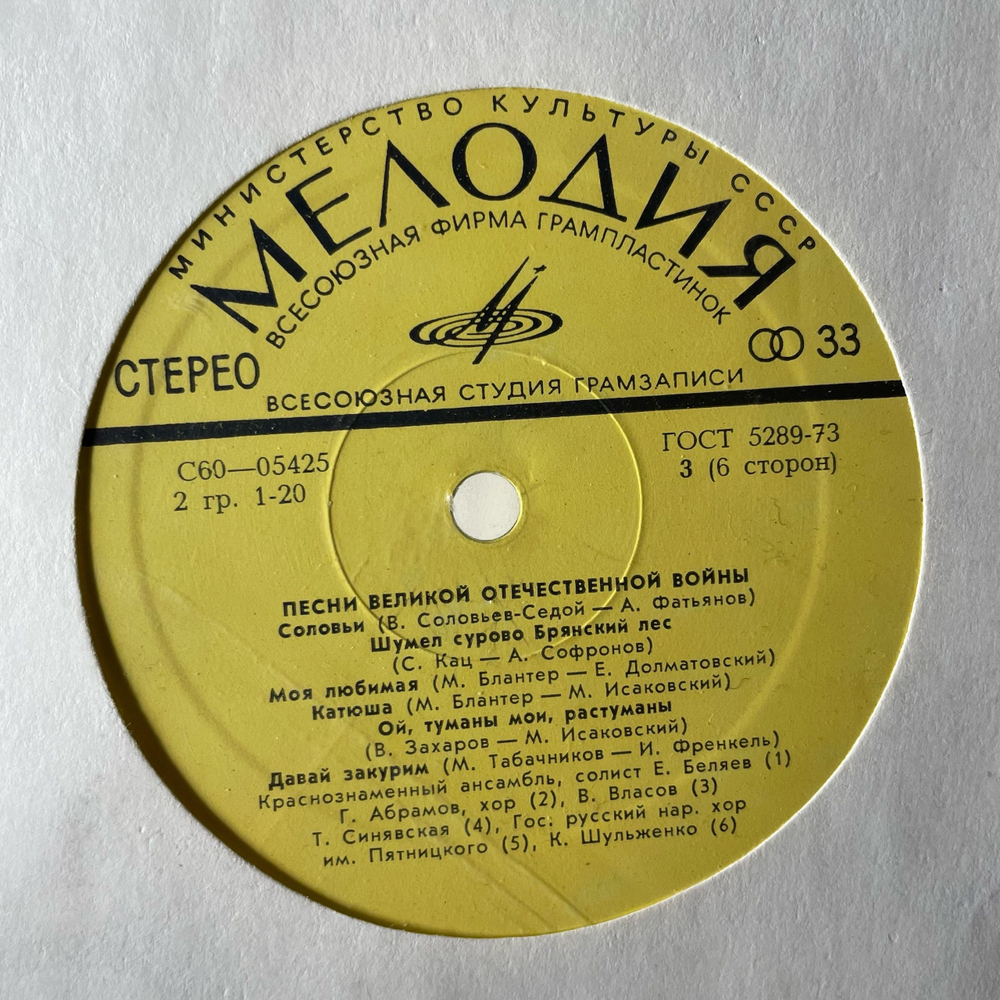 МИНИСТЕРСТВО КУЛЬТУРЫ СССР
МЕЛОДИЯ
ВСЕСОЮЗНАЯ ФИРМА ГРАМПЛАСТИНОК
СТЕРЕО
33
ВСЕСОЮЗНАЯ СТУДИЯ ГРАМЗАПИСИ
С60—05425
ГОСТ 5289-73
2 гр. 1-20
3 (6 сторон)
ПЕСНИ ВЕЛИКОЙ ОТЕЧЕСТВЕННОЙ ВОЙНЫ
Соловьи (В. Соловьев-Седой — А. Фатьянов)
Шумел сурово Брянский лес
(С. Кац — А. Софронов)
Моя любимая (М. Блантер — Е. Долматовский)
Катюша (М. Блантер — М. Исаковский)
Ой, туманы мои, растуманы
(В. Захаров — М. Исаковский)
Давай закурим (М. Табачников — И. Френкель)
Краснознаменный ансамбль, солист Е. Беляев (1)
Г. Абрамов, хор (2), В. Власов (3)
Т. Синявская (4), Гос. русский нар. хор
им. Пятницкого (5), К. Шульженко (6)